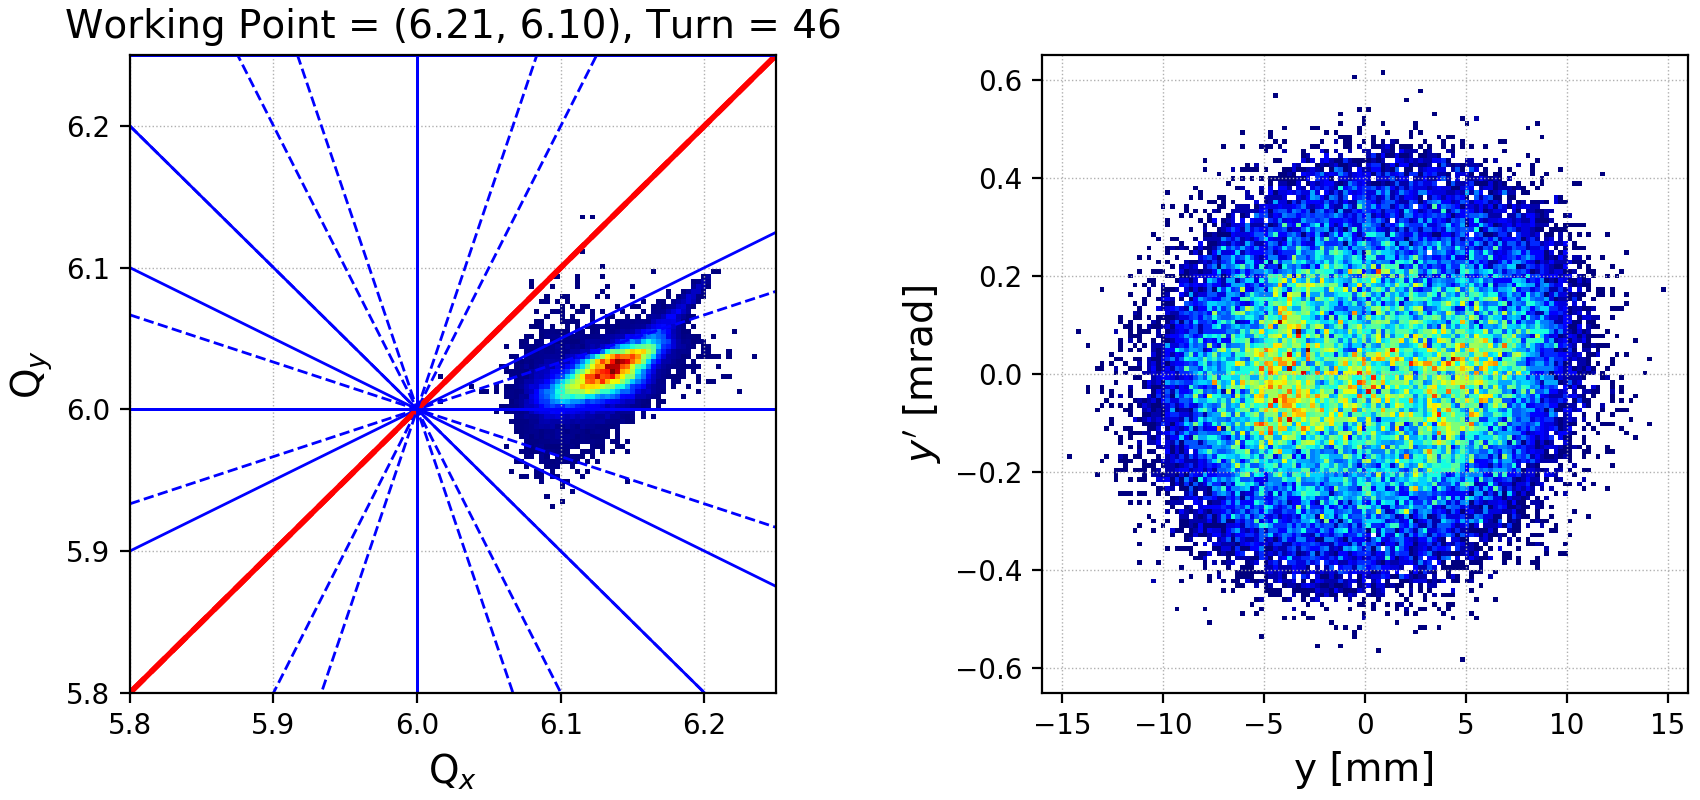 Working Point = (6.21, 6.10), Turn = 46
6.2
6.1
6.0
5.9
5.8
Q_y
5.8 5.9 6.0 6.1 6.2
Q_x
0.6
0.4
0.2
0.0
−0.2
−0.4
−0.6
y′ [mrad]
−15 −10 −5 0 5 10 15
y [mm]